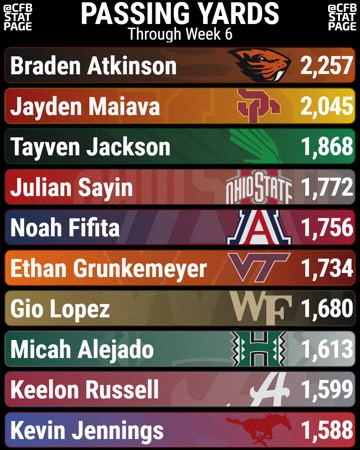 @CFB
STAT
PAGE
PASSING YARDS
Through Week 6
@CFB
STAT
PAGE
Braden Atkinson 2,257
Jayden Maiava SC 2,045
Tayven Jackson 1,868
Julian Sayin OHIO STATE 1,772
Noah Fifita A 1,756
Ethan Grunkemeyer VT 1,734
Gio Lopez WF 1,680
Micah Alejado H 1,613
Keelon Russell A 1,599
Kevin Jennings 1,588